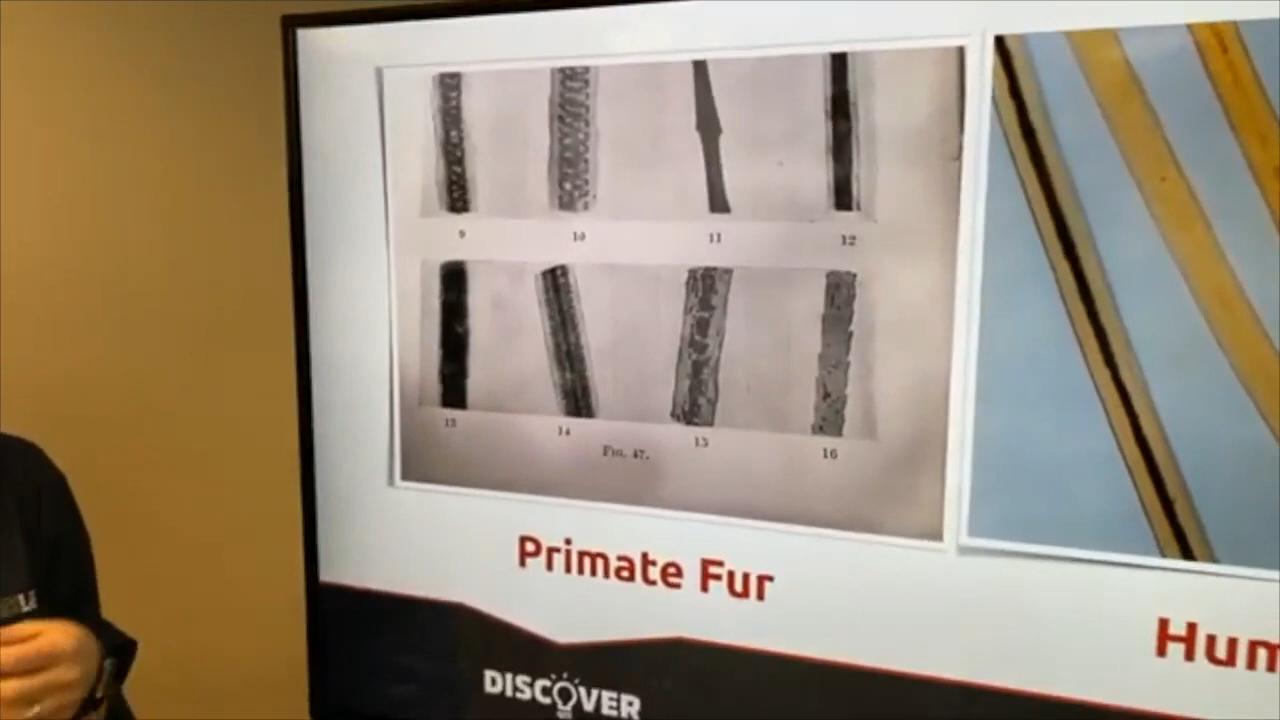 9 10 11 12
13 14 15 16
FIG. 47.
Primate Fur
Hum
DISCOVER